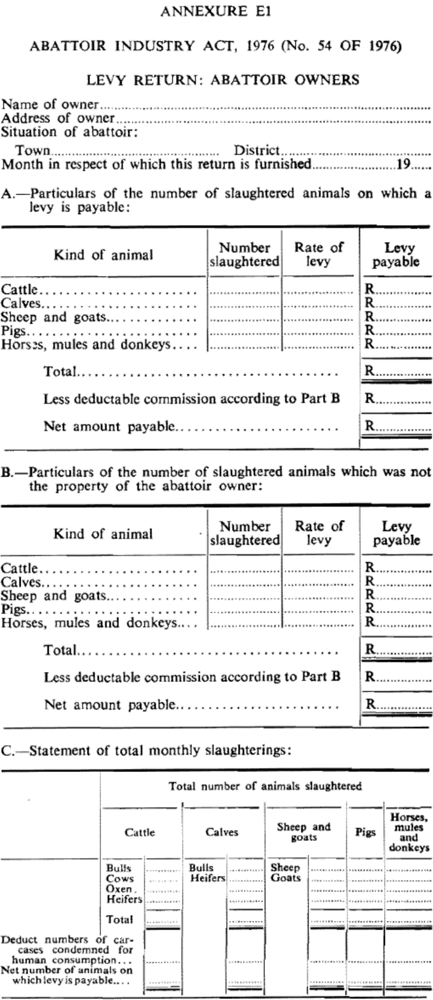 ANNEXURE E1
ABATTOIR INDUSTRY ACT, 1976 (No. 54 OF 1976)
LEVY RETURN: ABATTOIR OWNERS
Name of owner
Address of owner
Situation of abattoir:
Town District
Month in respect of which this return is furnished 19
A.—Particulars of the number of slaughtered animals on which a
levy is payable:
Kind of animal Number slaughtered Rate of levy Levy payable
Cattle R
Calves R
Sheep and goats R
Pigs R
Horses, mules and donkeys R
Total R
Less deductable commission according to Part B R
Net amount payable R
B.—Particulars of the number of slaughtered animals which was not
the property of the abattoir owner:
Kind of animal Number slaughtered Rate of levy Levy payable
Cattle R
Calves R
Sheep and goats R
Pigs R
Horses, mules and donkeys R
Total R
Less deductable commission according to Part B R
Net amount payable R
C.—Statement of total monthly slaughterings:
Total number of animals slaughtered
Cattle Calves Sheep and goats Pigs Horses, mules and donkeys
Bulls Bulls Sheep
Cows Heifers Goats
Oxen
Heifers
Total
Deduct numbers of car-
cases condemned for
human consumption
Net number of animals on
which levy is payable